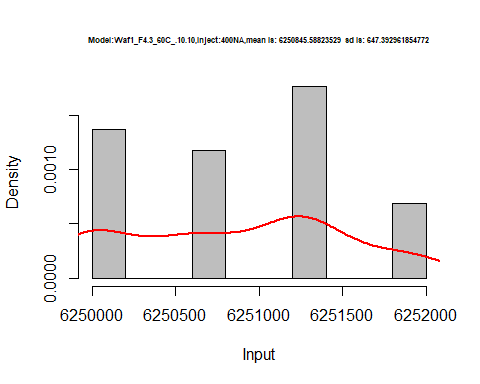 Model:Waf1_F4.3_60C_.10.10,Inject:400NA,mean is: 6250845.58823529 sd is: 647.392961854772
Density
0.0010
0.0000
6250000 6250500 6251000 6251500 6252000
Input